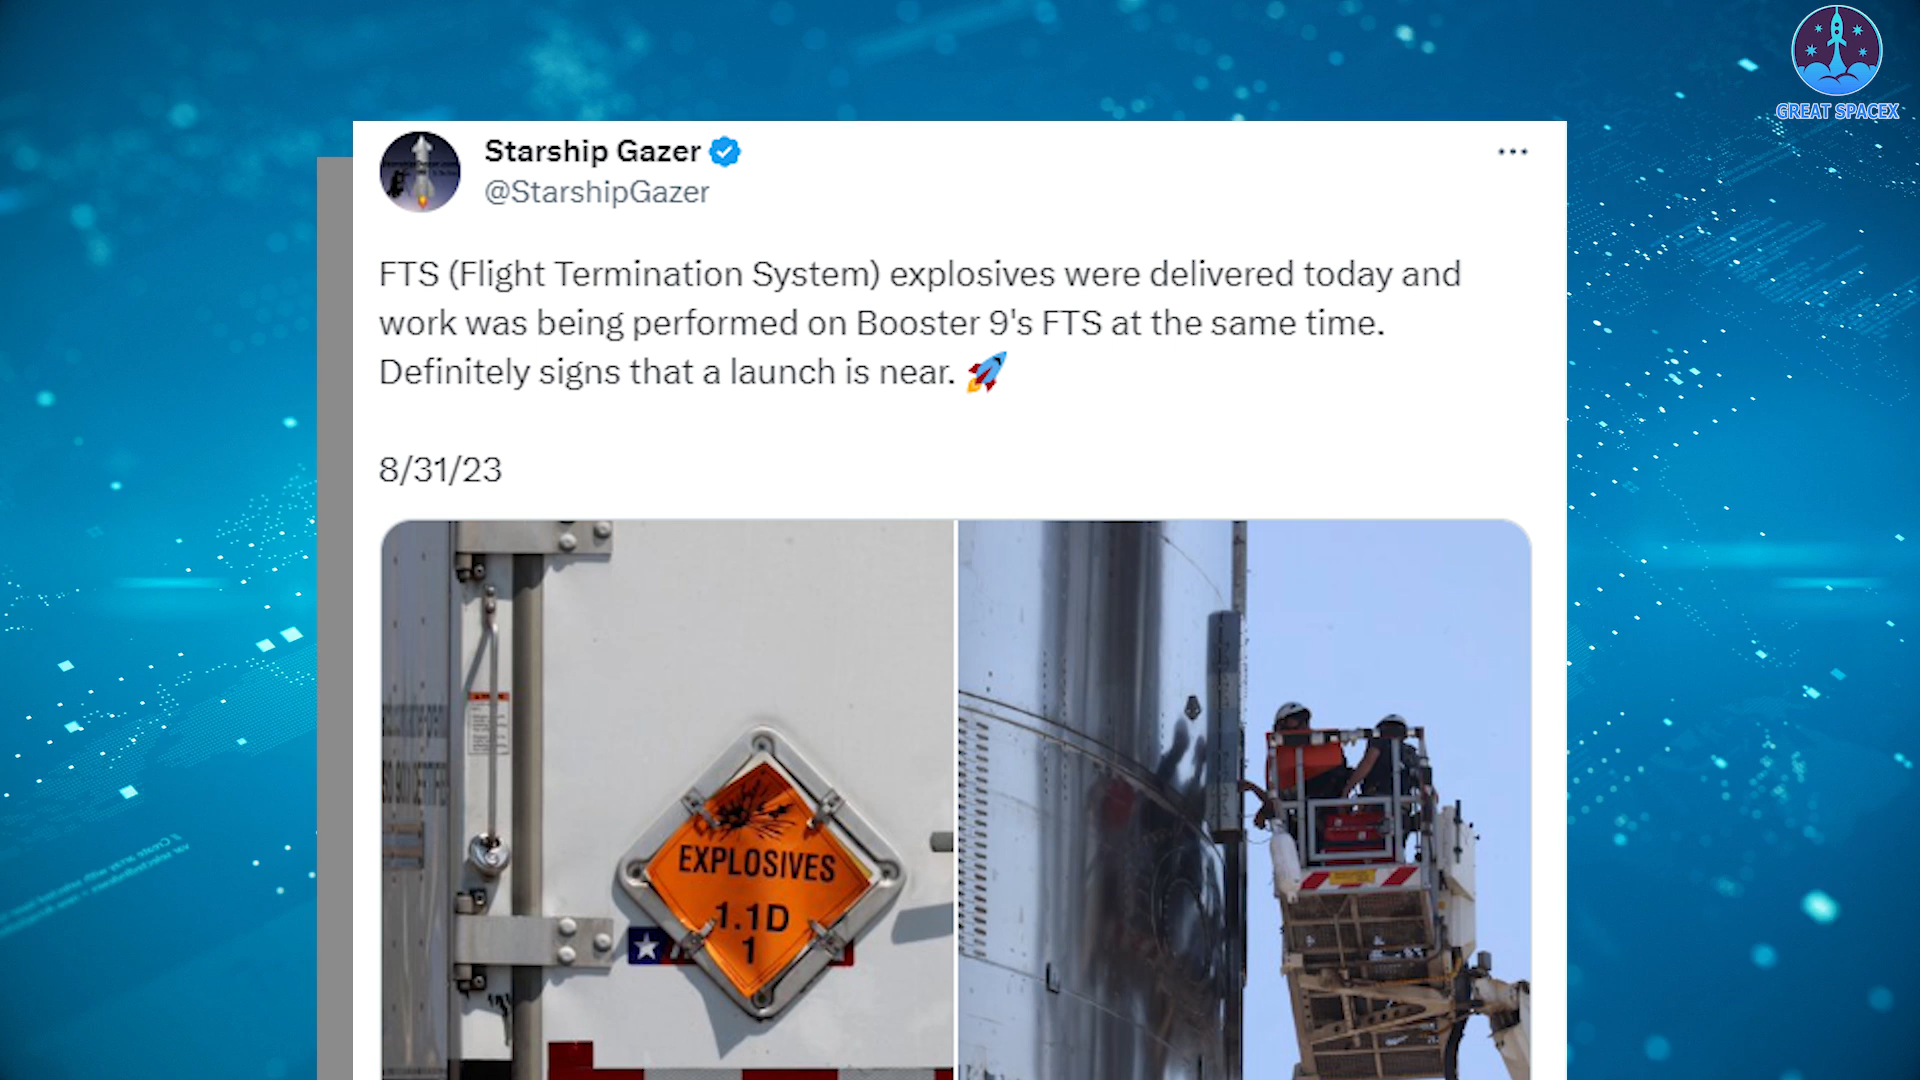 GREAT SPACEX
Starship Gazer
@StarshipGazer
FTS (Flight Termination System) explosives were delivered today and
work was being performed on Booster 9's FTS at the same time.
Definitely signs that a launch is near. 🚀
8/31/23
EXPLOSIVES
1.1D
1